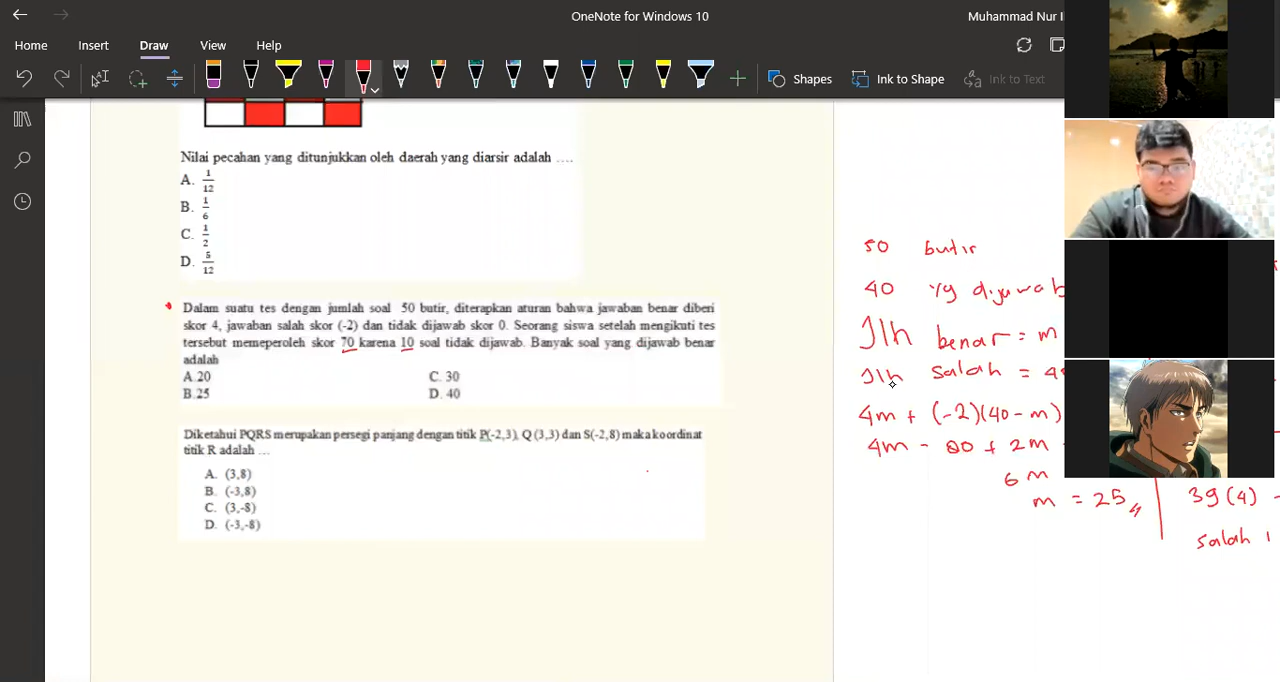 OneNote for Windows 10
Muhammad Nur I
Home Insert Draw View Help
Shapes Ink to Shape Ink to Text
Nilai pecahan yang ditunjukkan oleh daerah yang diarsir adalah ....
A. 1/12
B. 1/6
C. 1/2
D. 5/12
Dalam suatu tes dengan jumlah soal 50 butir, diterapkan aturan bahwa jawaban benar diberi
skor 4, jawaban salah skor (-2) dan tidak dijawab skor 0. Seorang siswa setelah mengikuti tes
tersebut memeperoleh skor 70 karena 10 soal tidak dijawab. Banyak soal yang dijawab benar
adalah
A.20 C. 30
B.25 D. 40
Diketahui PQRS merupakan persegi panjang dengan titik P(-2,3), Q (3,3) dan S(-2,8) maka koordinat
titik R adalah ...
A. (3,8)
B. (-3,8)
C. (3,-8)
D. (-3,-8)
50 butir
40 yg dijawab
Jlh benar = m
Jlh salah = 4
4m + (-2)(40 - m)
4m - 80 + 2m
6m
m = 25
39(4) -
salah 1